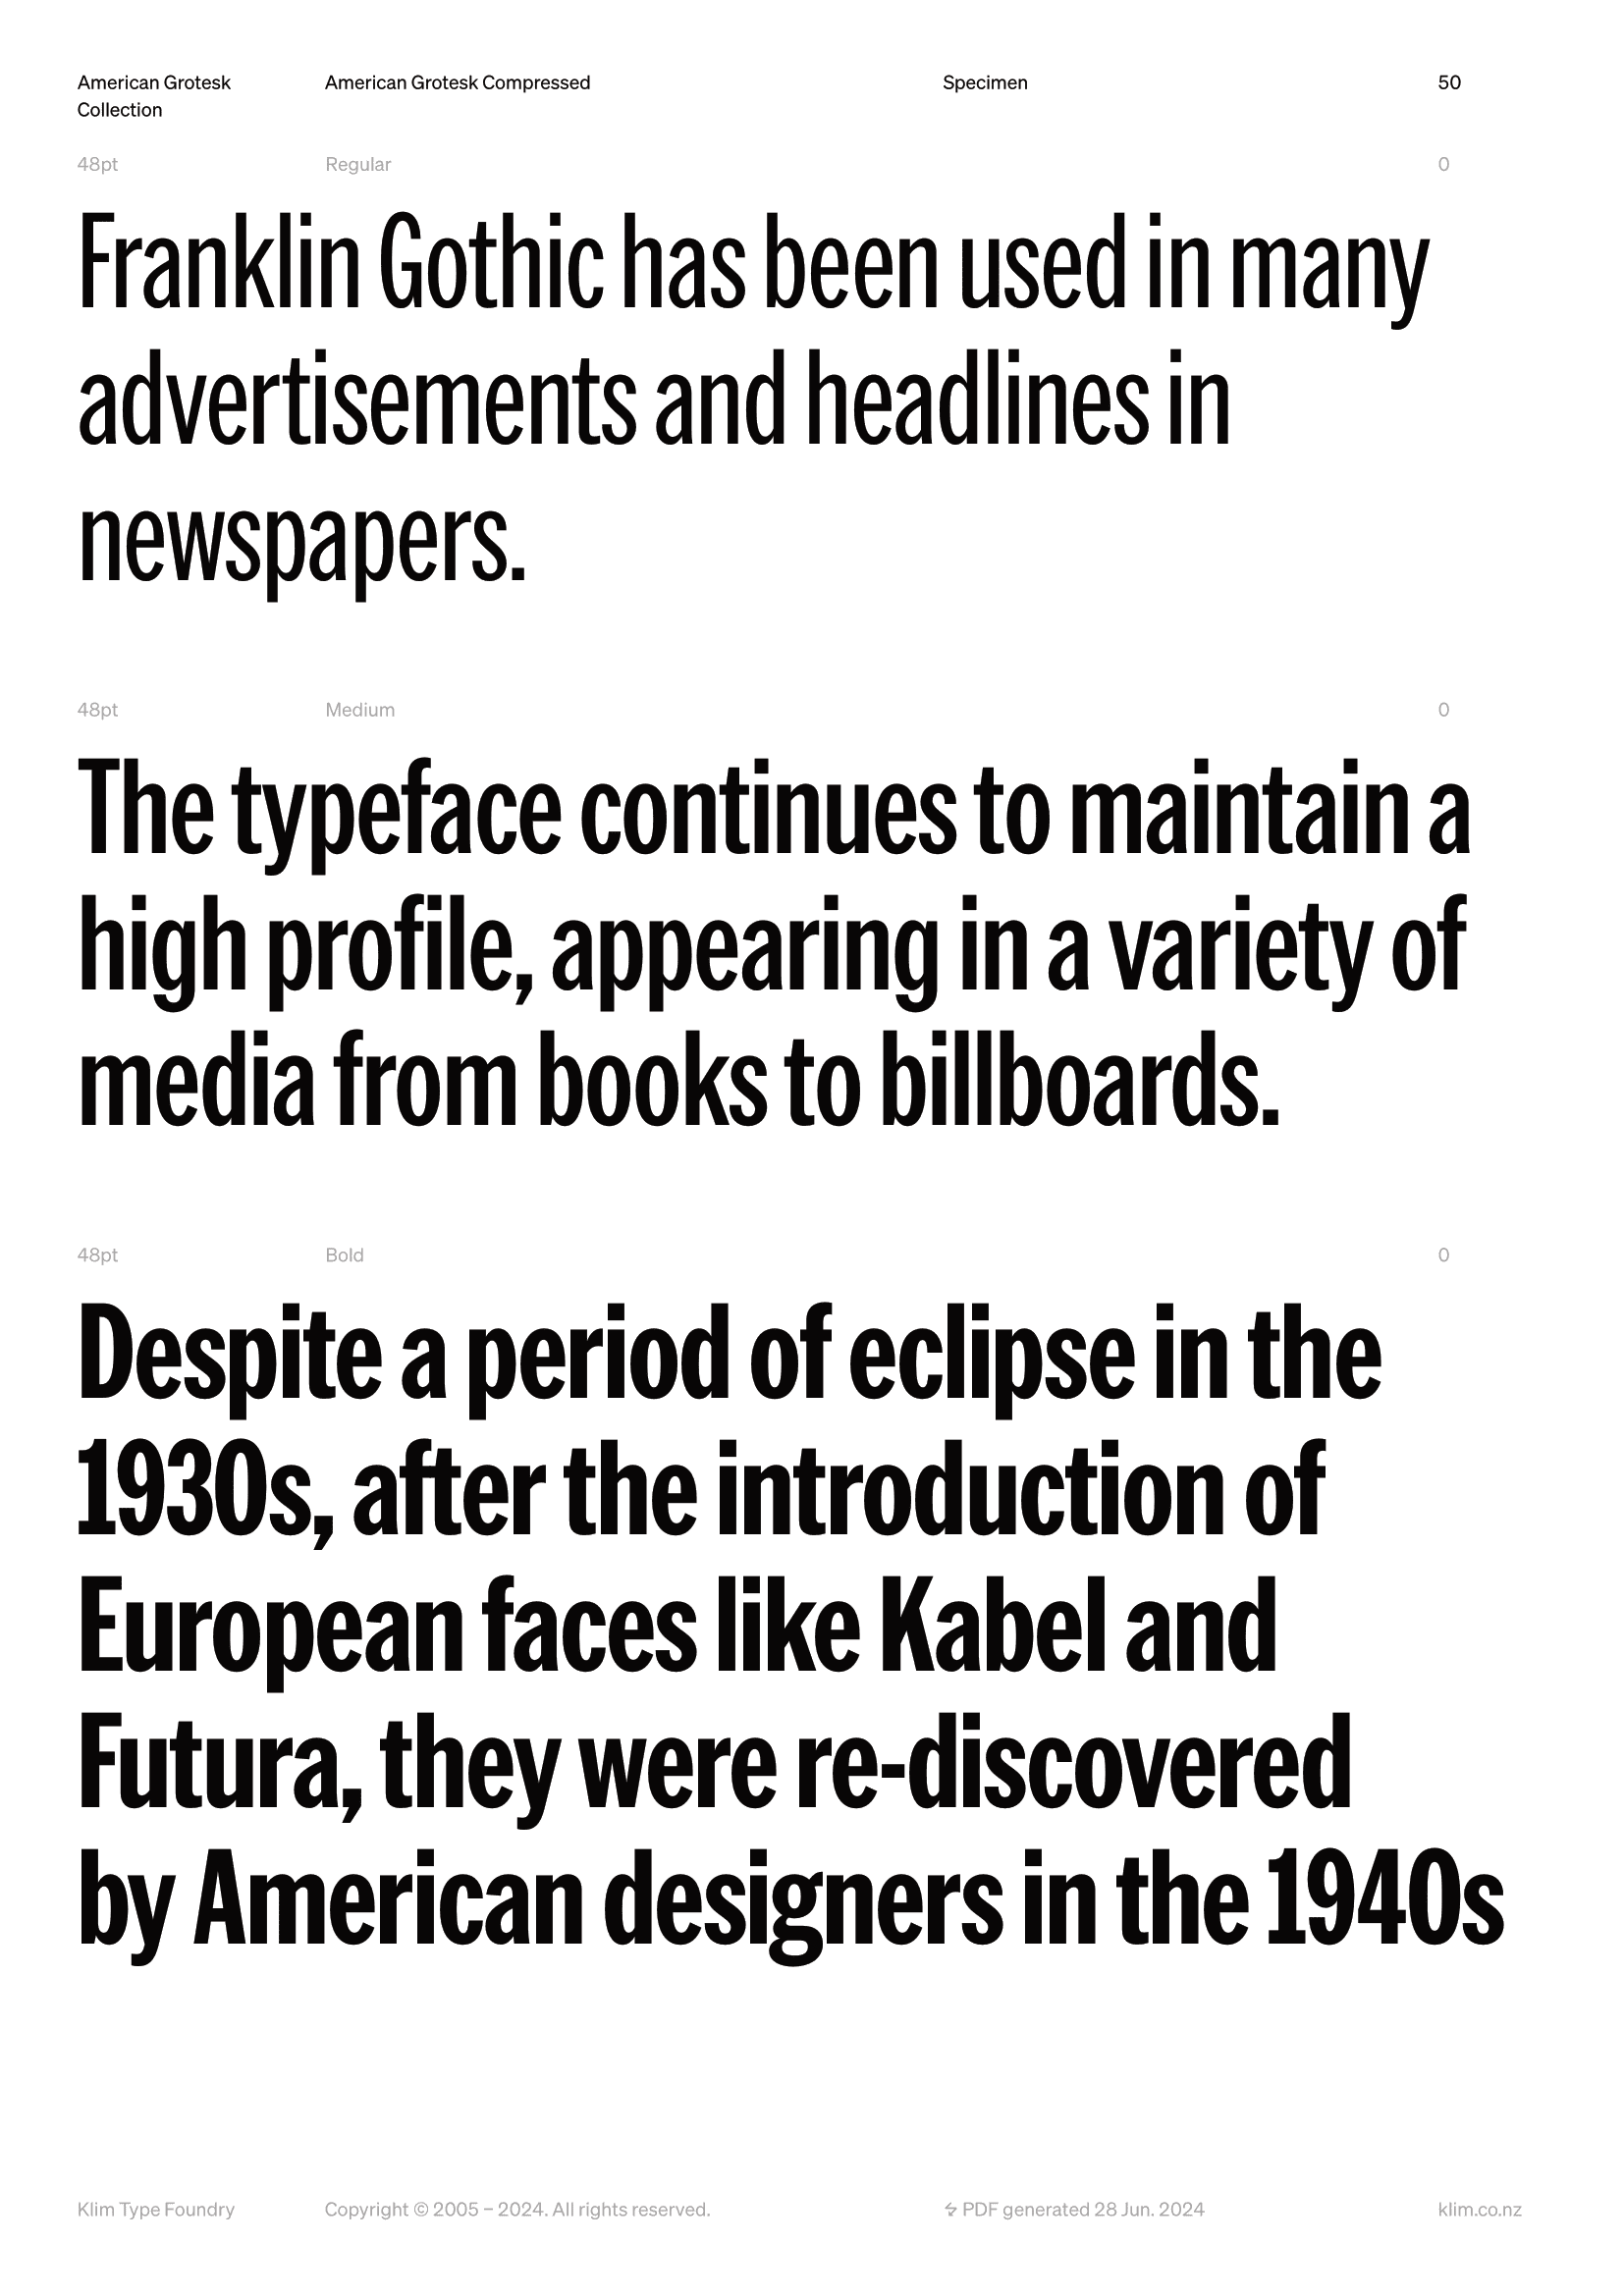 American Grotesk Collection American Grotesk Compressed Specimen 50
48pt Regular 0
Franklin Gothic has been used in many
advertisements and headlines in
newspapers.
48pt Medium 0
The typeface continues to maintain a
high profile, appearing in a variety of
media from books to billboards.
48pt Bold 0
Despite a period of eclipse in the
1930s, after the introduction of
European faces like Kabel and
Futura, they were re-discovered
by American designers in the 1940s
Klim Type Foundry Copyright © 2005 – 2024. All rights reserved. PDF generated 28 Jun. 2024 klim.co.nz